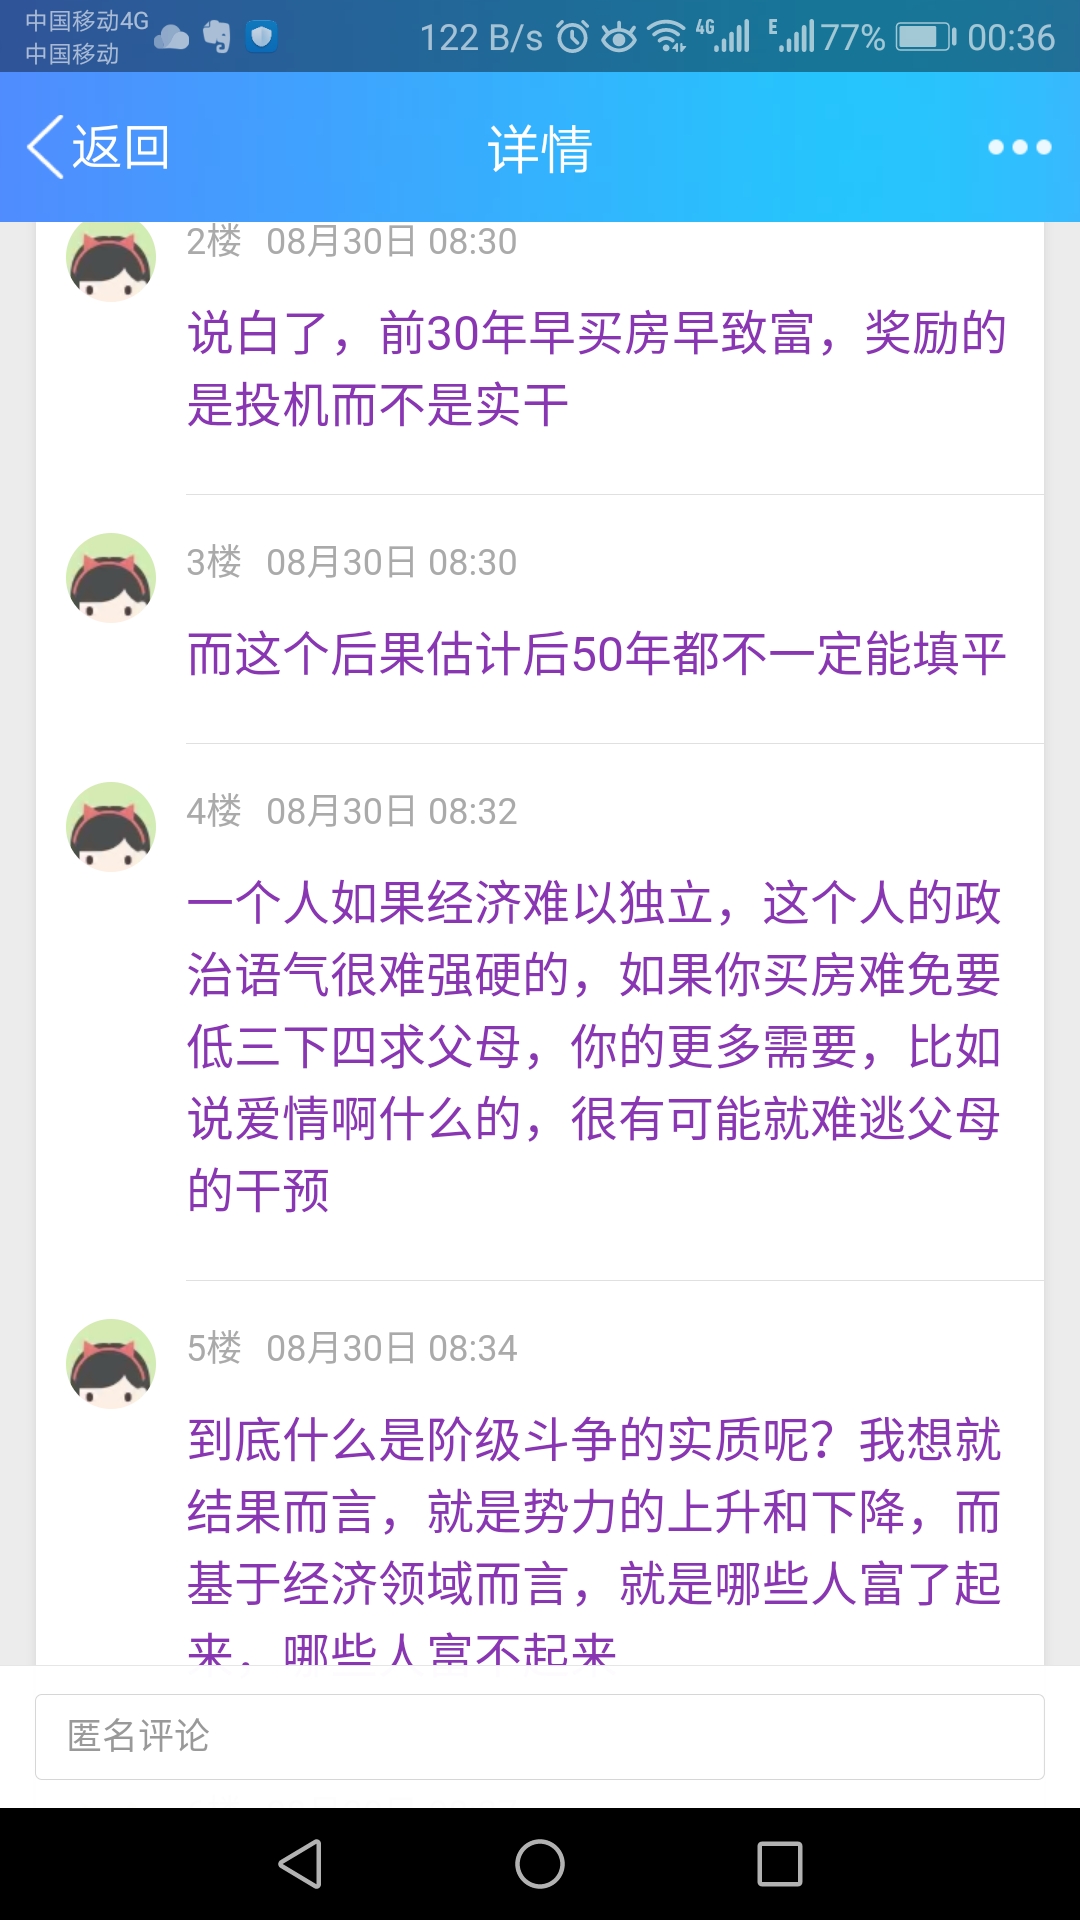 中国移动4G
中国移动
122 B/s
4G
E
77%
00:36
返回
详情
2楼 08月30日 08:30
说白了，前30年早买房早致富，奖励的
是投机而不是实干
3楼 08月30日 08:30
而这个后果估计后50年都不一定能填平
4楼 08月30日 08:32
一个人如果经济难以独立，这个人的政
治语气很难强硬的，如果你买房难免要
低三下四求父母，你的更多需要，比如
说爱情啊什么的，很有可能就难逃父母
的干预
5楼 08月30日 08:34
到底什么是阶级斗争的实质呢？我想就
结果而言，就是势力的上升和下降，而
基于经济领域而言，就是哪些人富了起
来，哪些人富不起来
匿名评论